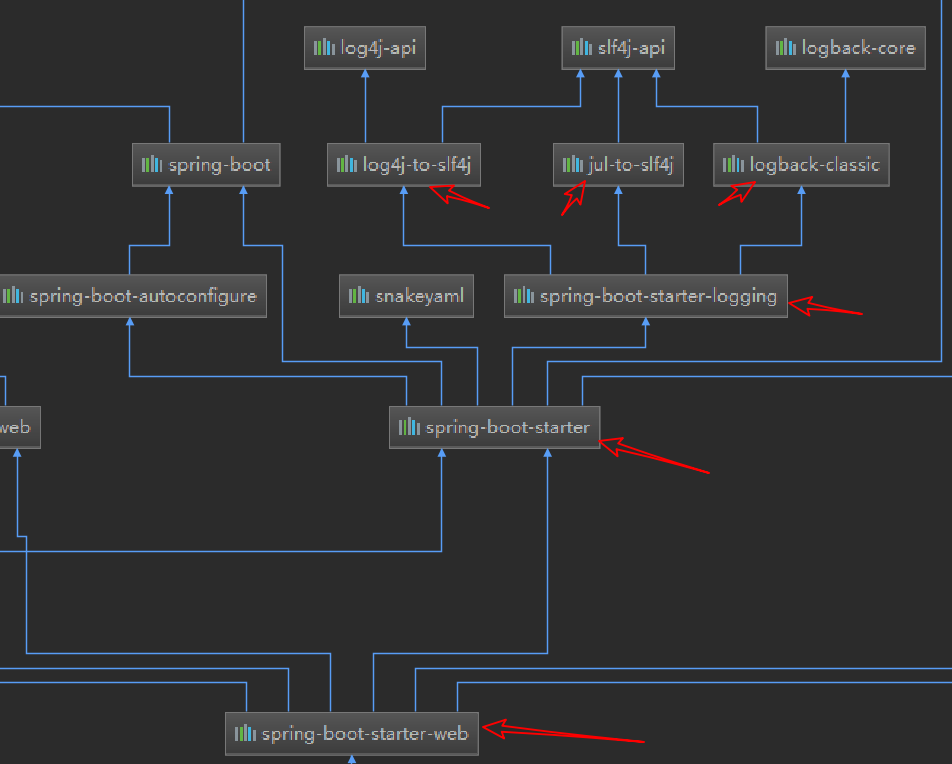 log4j-api
slf4j-api
logback-core
spring-boot
log4j-to-slf4j
jul-to-slf4j
logback-classic
spring-boot-autoconfigure
snakeyaml
spring-boot-starter-logging
web
spring-boot-starter
spring-boot-starter-web